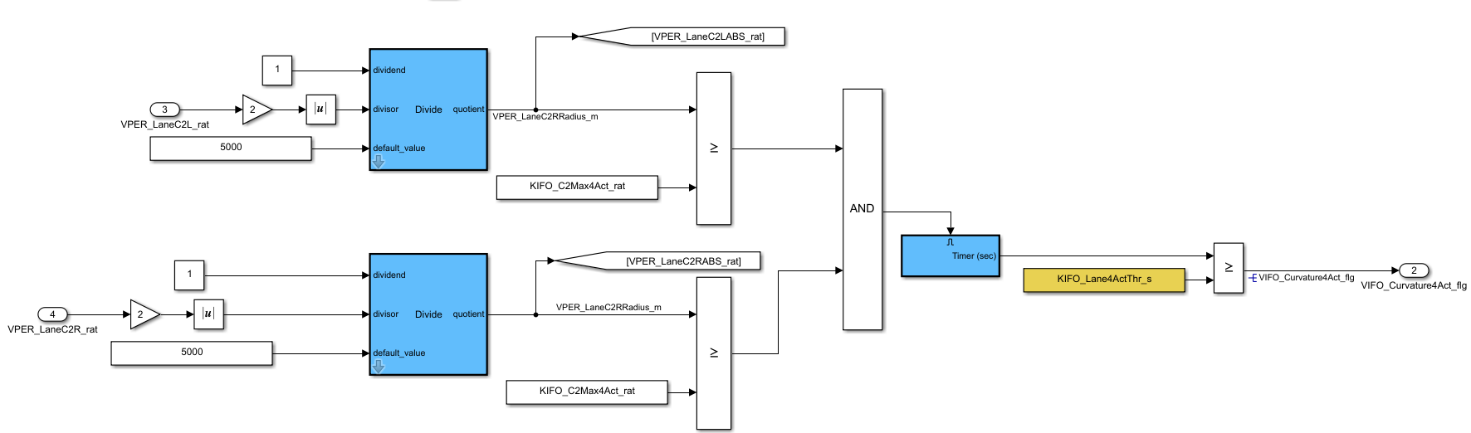 [VPER_LaneC2LABS_rat]
1
dividend
3
2
|u|
divisor
Divide
quotient
VPER_LaneC2L_rat
VPER_LaneC2RRadius_m
5000
default_value
≥
KIFO_C2Max4Act_rat
AND
[VPER_LaneC2RABS_rat]
Timer (sec)
1
dividend
KIFO_Lane4ActThr_s
≥
2
VIFO_Curvature4Act_flg
VIFO_Curvature4Act_flg
VPER_LaneC2RRadius_m
4
2
|u|
divisor
Divide
quotient
VPER_LaneC2R_rat
5000
default_value
≥
KIFO_C2Max4Act_rat